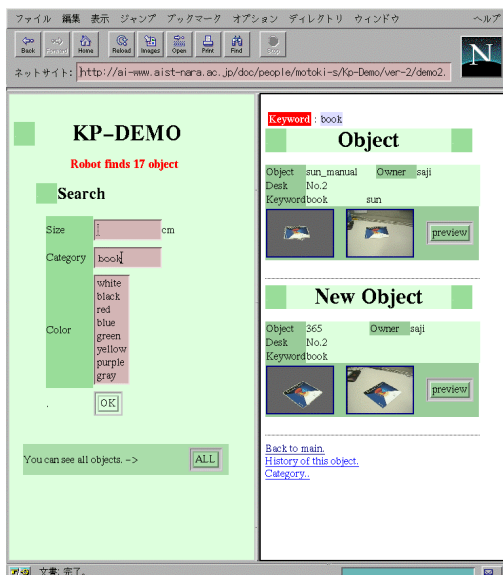 ファイル 編集 表示 ジャンプ ブックマーク オプション ディレクトリ ウィンドウ ヘルプ
Back Forward Home Reload Images Open Print Find Stop
N
ネットサイト: http://ai-www.aist-nara.ac.jp/doc/people/motoki-s/Kp-Demo/ver-2/demo2.
KP-DEMO
Robot finds 17 object
Search
Size cm
Category book
Color
white
black
red
blue
green
yellow
purple
gray
.
OK
You can see all objects. -> ALL
Keyword : book
Object
Object sun_manual Owner saji
Desk No.2
Keyword book sun
preview
New Object
Object 365 Owner saji
Desk No.2
Keyword book
preview
Back to main.
History of this object.
Category..
文書: 完了。